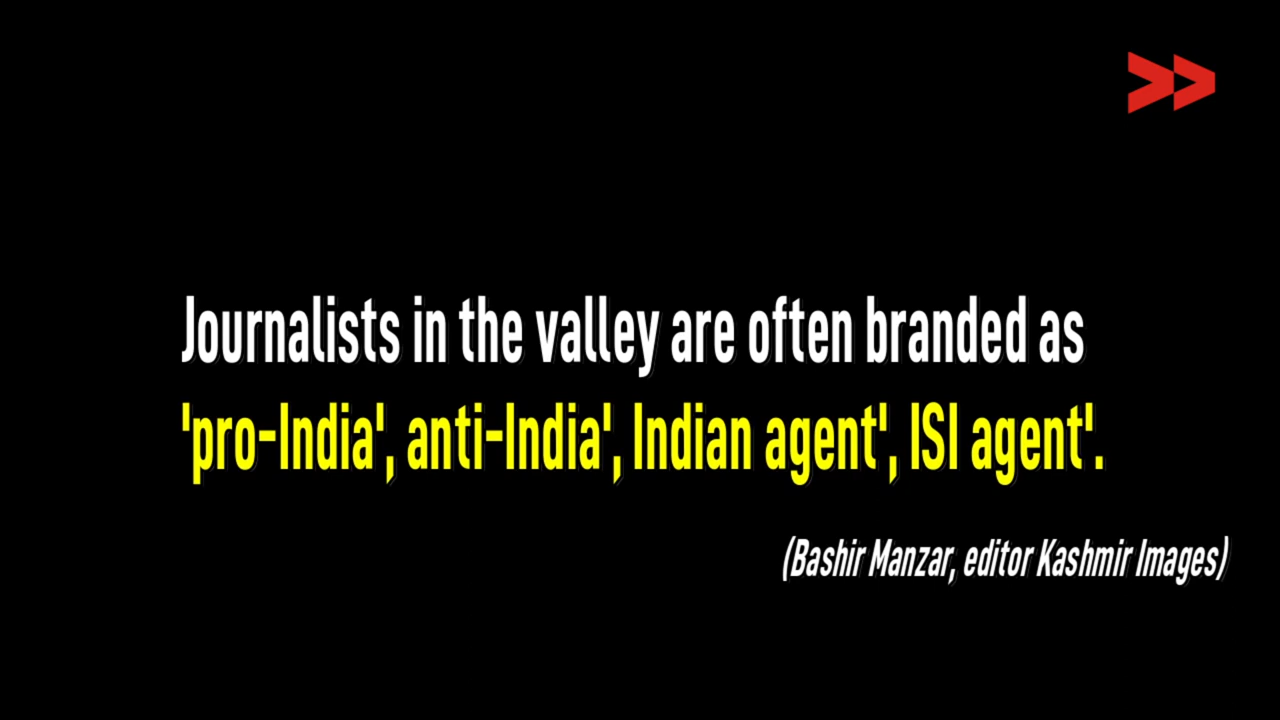 Journalists in the valley are often branded as
'pro-India', anti-India', Indian agent', ISI agent'.
(Bashir Manzar, editor Kashmir Images)